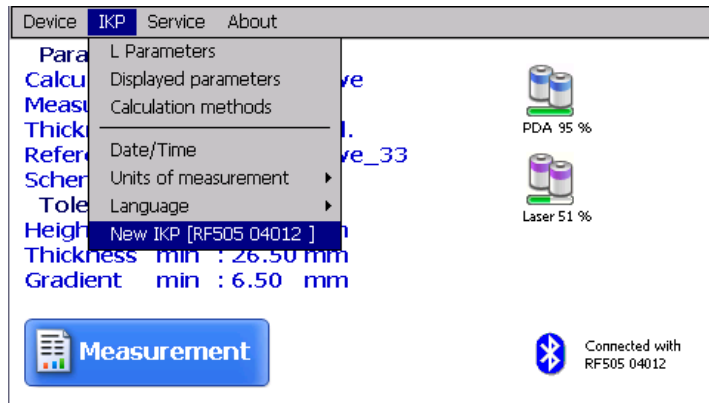 Device IKP Service About
L Parameters
Displayed parameters
Calculation methods
Date/Time
Units of measurement
Language
New IKP [RF505 04012 ]
Para
Calcu ve
Measu
Thick l.
Refer ve_33
Schem
Tole
Heigh m
Thickness min : 26.50 mm
Gradient min : 6.50 mm
PDA 95 %
Laser 51 %
Measurement
Connected with
RF505 04012